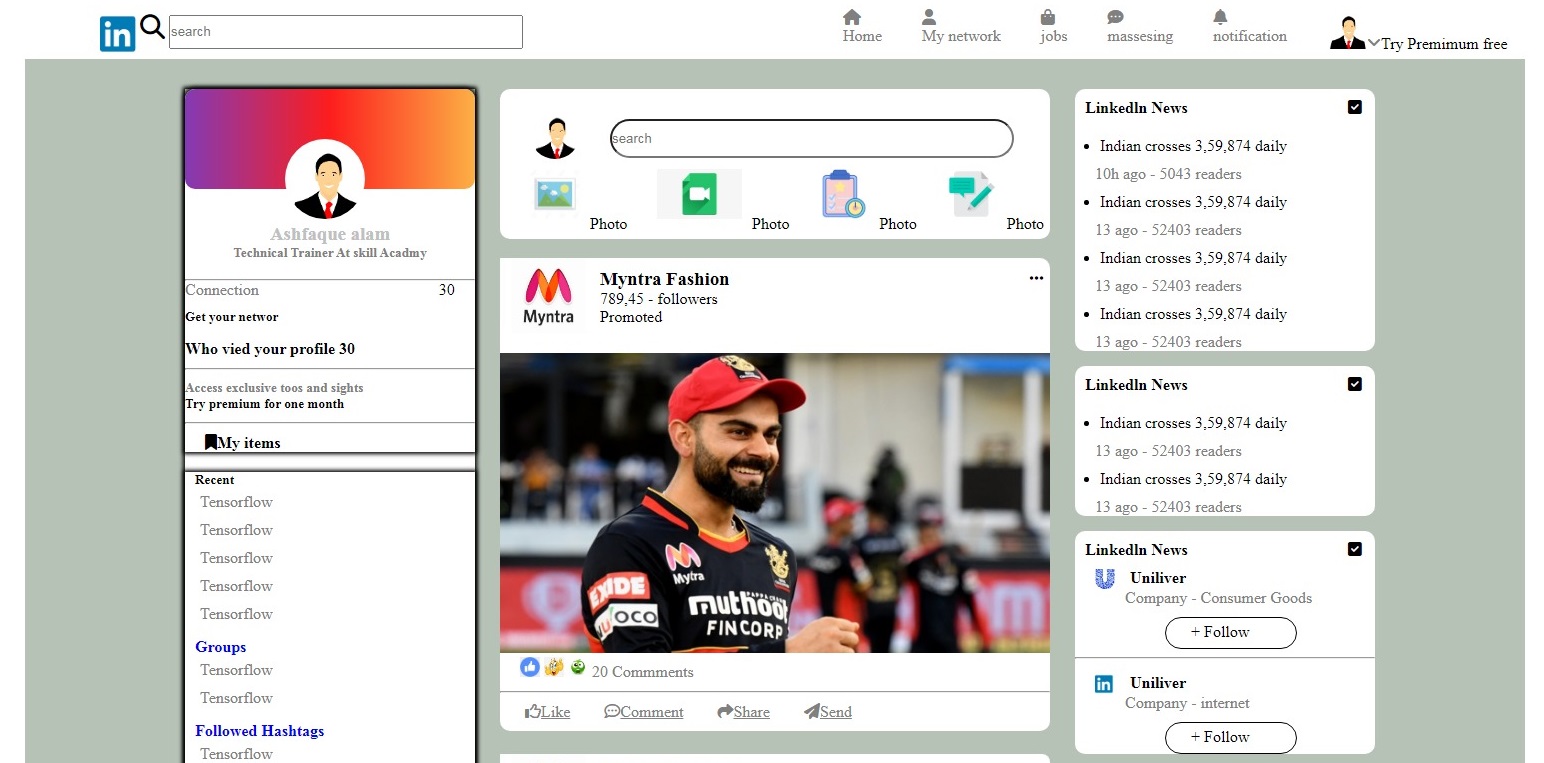 in
search
Home
My network
jobs
massesing
notification
Try Premimum free
Ashfaque alam
Technical Trainer At skill Acadmy
Connection 30
Get your networ
Who vied your profile 30
Access exclusive toos and sights
Try premium for one month
My items
Recent
Tensorflow
Tensorflow
Tensorflow
Tensorflow
Tensorflow
Groups
Tensorflow
Tensorflow
Followed Hashtags
Tensorflow
search
Photo
Photo
Photo
Photo
Myntra
Myntra Fashion
789,45 - followers
Promoted
Myntra
EXIDE
muthoot
FINCORP
20 Commments
Like
Comment
Share
Send
LinkedIn News
• Indian crosses 3,59,874 daily
10h ago - 5043 readers
• Indian crosses 3,59,874 daily
13 ago - 52403 readers
• Indian crosses 3,59,874 daily
13 ago - 52403 readers
• Indian crosses 3,59,874 daily
13 ago - 52403 readers
LinkedIn News
• Indian crosses 3,59,874 daily
13 ago - 52403 readers
• Indian crosses 3,59,874 daily
13 ago - 52403 readers
LinkedIn News
Uniliver
Company - Consumer Goods
+ Follow
in
Uniliver
Company - internet
+ Follow